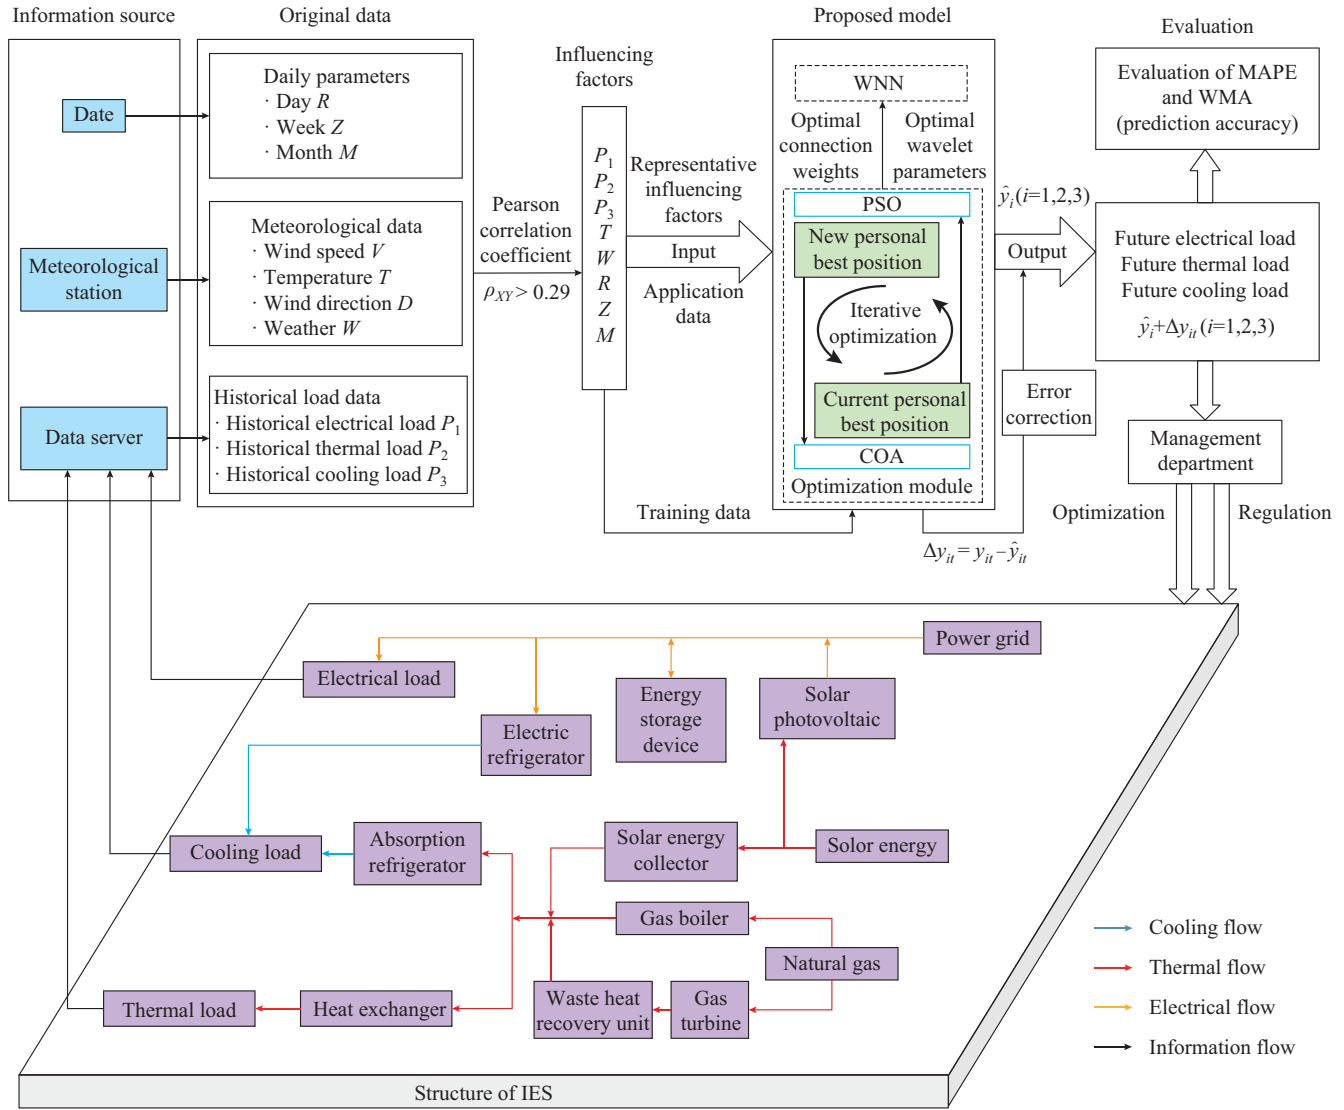 Information source
Original data
Proposed model
Evaluation
Date
Daily parameters
· Day R
· Week Z
· Month M
Meteorological
station
Meteorological data
· Wind speed V
· Temperature T
· Wind direction D
· Weather W
Data server
Historical load data
· Historical electrical load P₁
· Historical thermal load P₂
· Historical cooling load P₃
Pearson
correlation
coefficient
ρ_XY > 0.29
Influencing
factors
P₁
P₂
P₃
T
W
R
Z
M
Representative
influencing
factors
Input
Application
data
Training data
WNN
Optimal
connection
weights
Optimal
wavelet
parameters
PSO
New personal
best position
Iterative
optimization
Current personal
best position
COA
Optimization module
ŷ_i (i=1,2,3)
Output
Error
correction
Δy_it = y_it − ŷ_it
Evaluation of MAPE
and WMA
(prediction accuracy)
Future electrical load
Future thermal load
Future cooling load
ŷ_i+Δy_it (i=1,2,3)
Management
department
Optimization
Regulation
Power grid
Electrical load
Energy
storage
device
Solar
photovoltaic
Electric
refrigerator
Cooling load
Absorption
refrigerator
Solar energy
collector
Solor energy
Gas boiler
Natural gas
Thermal load
Heat exchanger
Waste heat
recovery unit
Gas
turbine
Cooling flow
Thermal flow
Electrical flow
Information flow
Structure of IES